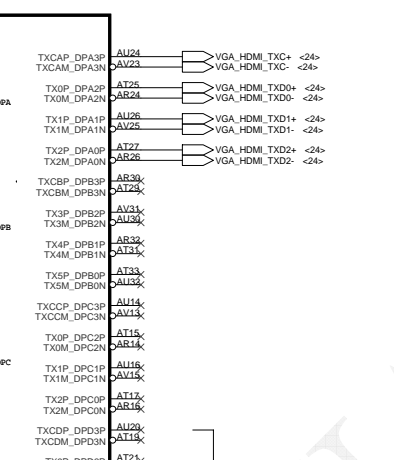 TXCAP_DPA3P AU24 VGA_HDMI_TXC+ <24>
TXCAM_DPA3N AV23 VGA_HDMI_TXC- <24>
TX0P_DPA2P AT25 VGA_HDMI_TXD0+ <24>
TX0M_DPA2N AR24 VGA_HDMI_TXD0- <24>
PA
TX1P_DPA1P AU26 VGA_HDMI_TXD1+ <24>
TX1M_DPA1N AV25 VGA_HDMI_TXD1- <24>
TX2P_DPA0P AT27 VGA_HDMI_TXD2+ <24>
TX2M_DPA0N AR26 VGA_HDMI_TXD2- <24>
TXCBP_DPB3P AR30
TXCBM_DPB3N AT29
TX3P_DPB2P AV31
TX3M_DPB2N AU30
PB
TX4P_DPB1P AR32
TX4M_DPB1N AT31
TX5P_DPB0P AT33
TX5M_DPB0N AU32
TXCCP_DPC3P AU14
TXCCM_DPC3N AV13
TX0P_DPC2P AT15
TX0M_DPC2N AR14
PC
TX1P_DPC1P AU16
TX1M_DPC1N AV15
TX2P_DPC0P AT17
TX2M_DPC0N AR16
TXCDP_DPD3P AU20
TXCDM_DPD3N AT19
AT21